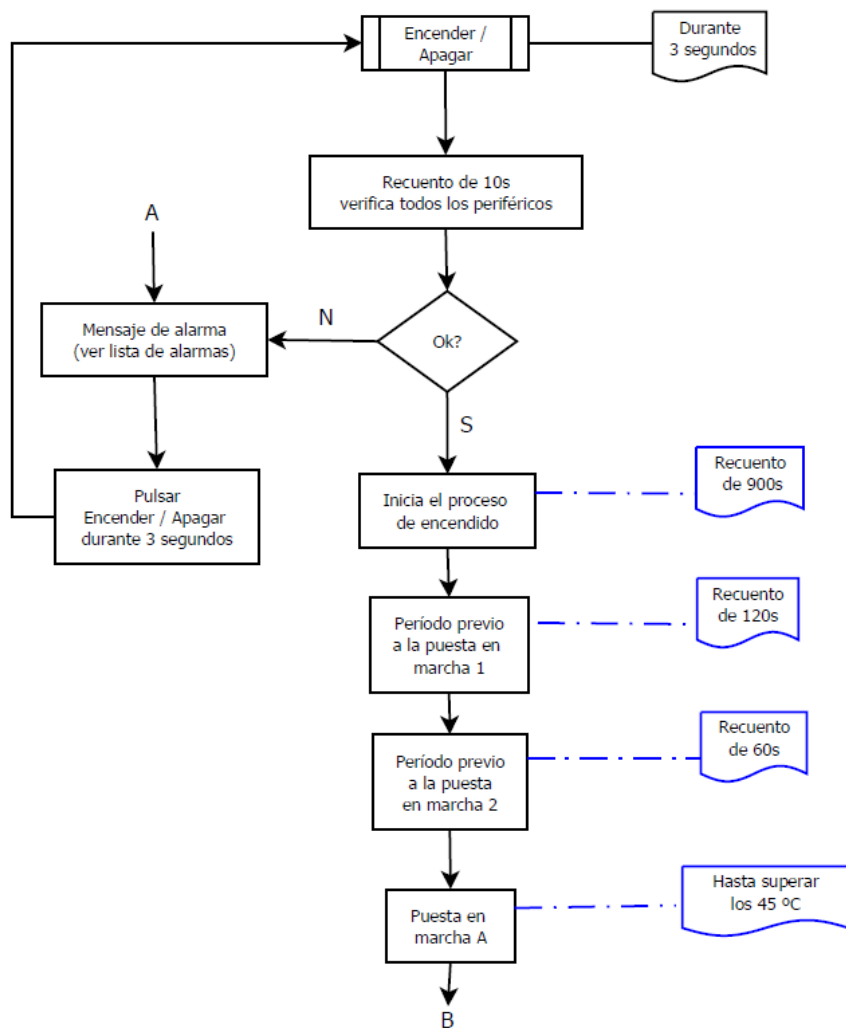 Encender /
Apagar
Durante
3 segundos
Recuento de 10s
verifica todos los periféricos
A
Mensaje de alarma
(ver lista de alarmas)
N
Ok?
S
Pulsar
Encender / Apagar
durante 3 segundos
Inicia el proceso
de encendido
Recuento
de 900s
Período previo
a la puesta en
marcha 1
Recuento
de 120s
Período previo
a la puesta
en marcha 2
Recuento
de 60s
Puesta en
marcha A
Hasta superar
los 45 ºC
B